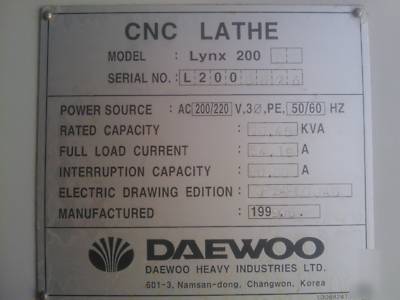 CNC LATHE
MODEL : Lynx 200
SERIAL NO. : L200
POWER SOURCE : AC 200/220 V, 3Ø, PE, 50/60 HZ
RATED CAPACITY : KVA
FULL LOAD CURRENT : A
INTERRUPTION CAPACITY : A
ELECTRIC DRAWING EDITION :
MANUFACTURED : 199 . .
DAEWOO
DAEWOO HEAVY INDUSTRIES LTD.
601-3, Namsan-dong, Changwon, Korea